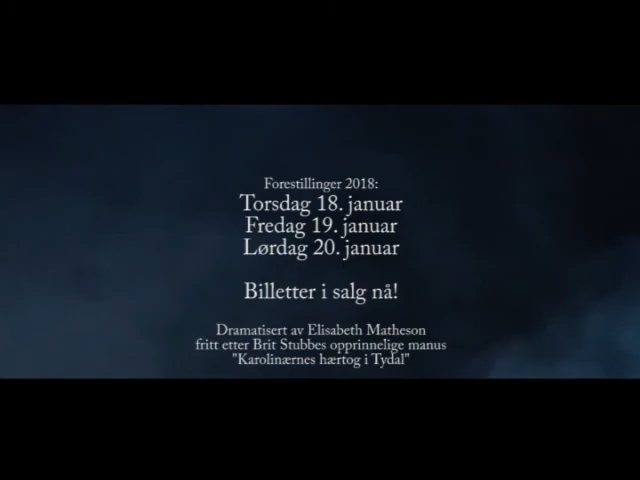 Forestillinger 2018:
Torsdag 18. januar
Fredag 19. januar
Lørdag 20. januar
Billetter i salg nå!
Dramatisert av Elisabeth Matheson
fritt etter Brit Stubbes opprinnelige manus
"Karolinærnes hærtog i Tydal"